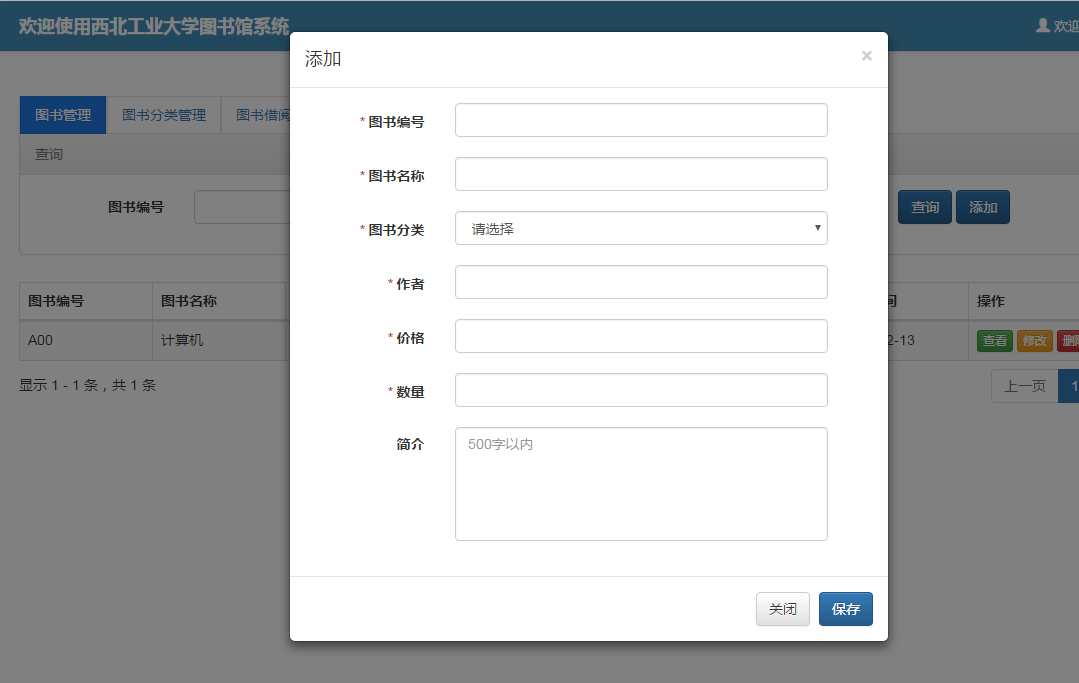 欢迎使用西北工业大学图书馆系统
欢迎
图书管理 图书分类管理 图书借阅
查询
图书编号 查询 添加
图书编号 图书名称 操作
A00 计算机 2-13 查看 修改
显示 1 - 1 条，共 1 条 上一页 1
添加 ×
* 图书编号
* 图书名称
* 图书分类 请选择
* 作者
* 价格
* 数量
简介 500字以内
关闭 保存